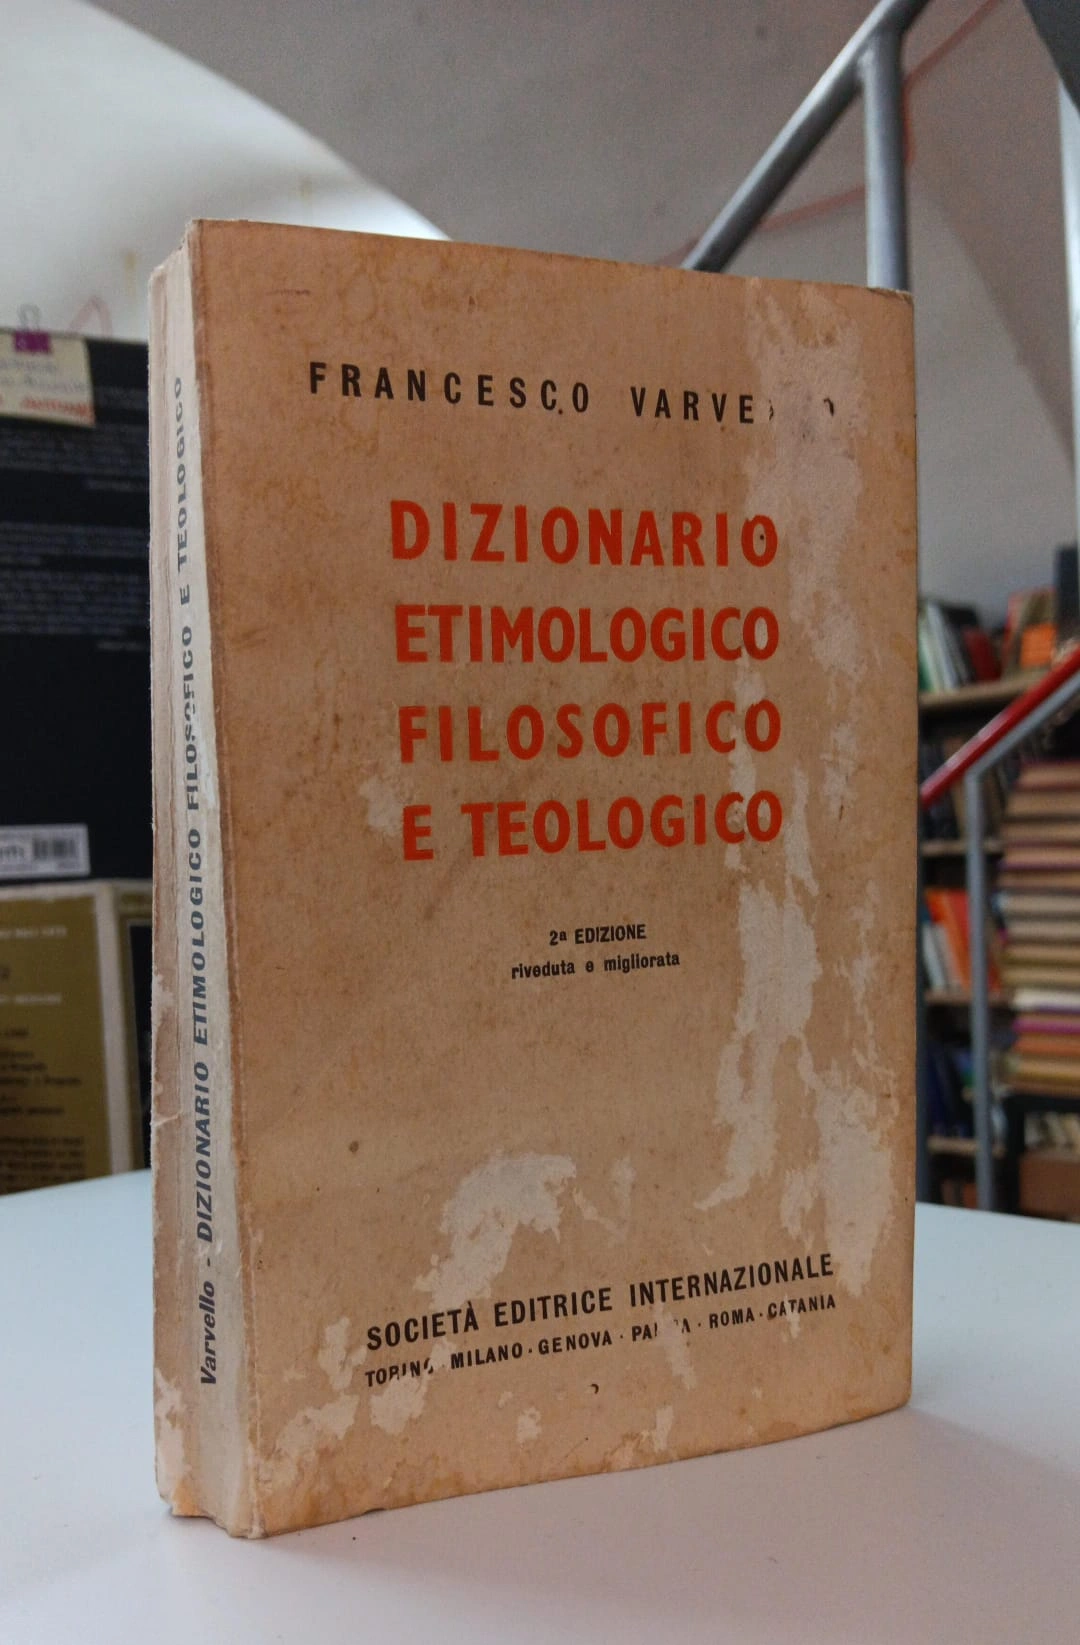 FRANCESCO
DIZIONARIO
ETIMOLOGICO
FILOSOFICO
E TEOLOGICO
2ª EDIZIONE
riveduta e migliorata
SOCIETÀ EDITRICE INTERNAZIONALE
TORINO · MILANO · GENOVA · ROMA · CATANIA
Varvello - DIZIONARIO ETIMOLOGICO FILOSOFICO E TEOLOGICO